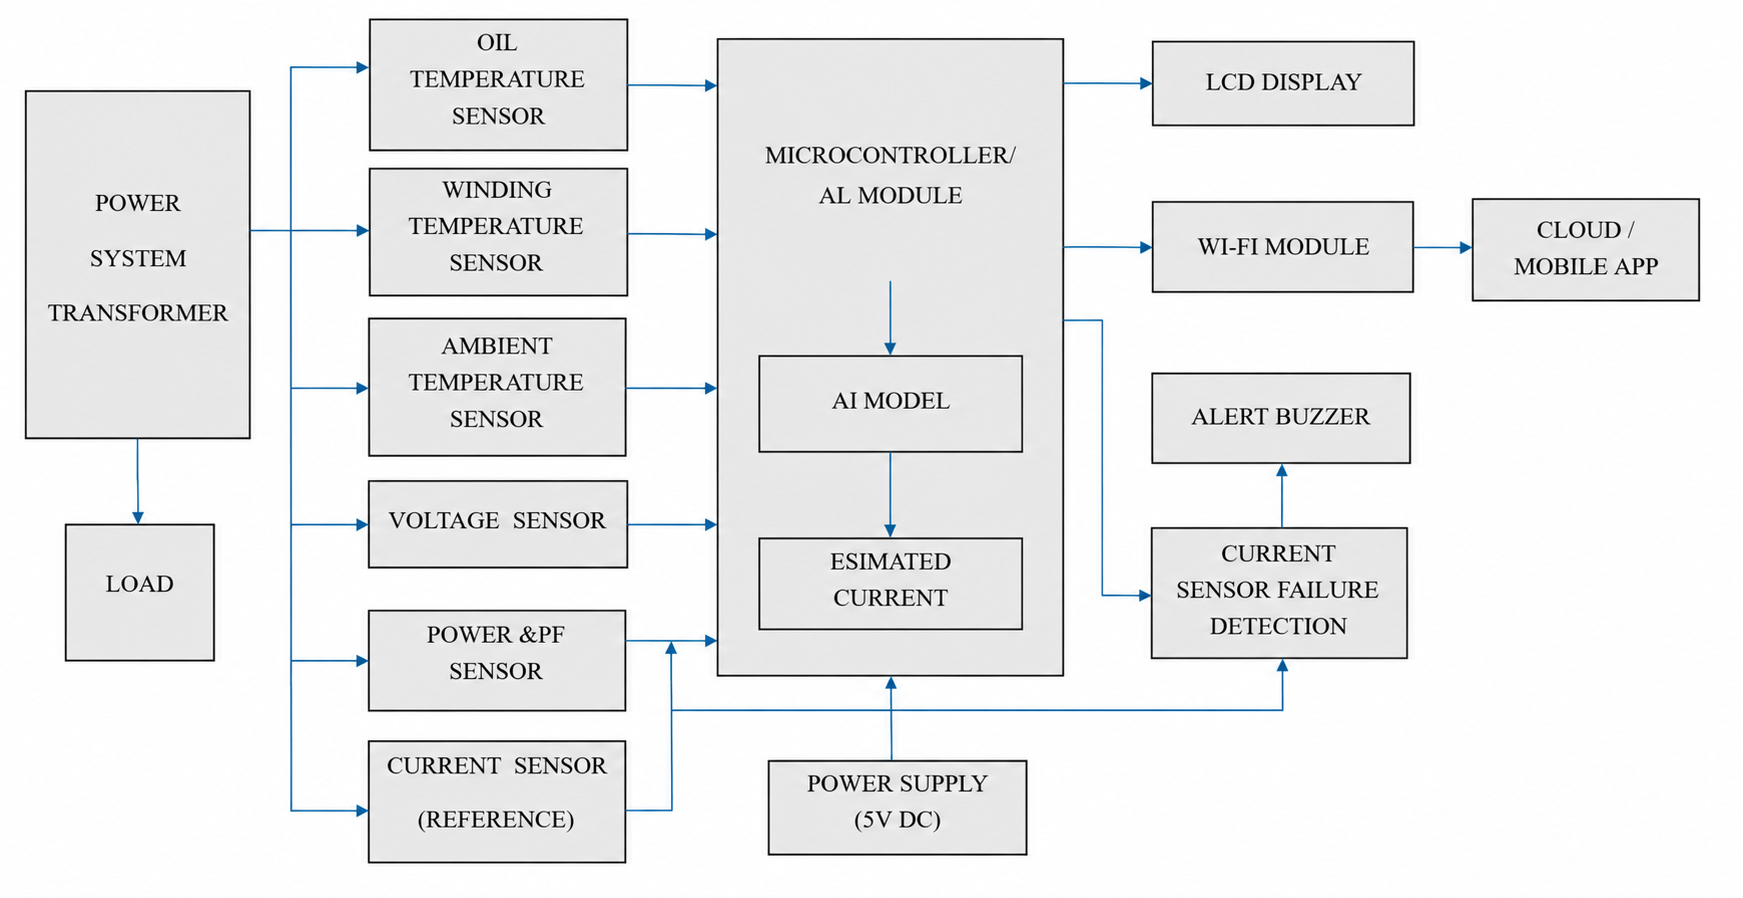 POWER
SYSTEM
TRANSFORMER
LOAD
OIL
TEMPERATURE
SENSOR
WINDING
TEMPERATURE
SENSOR
AMBIENT
TEMPERATURE
SENSOR
VOLTAGE SENSOR
POWER &PF
SENSOR
CURRENT SENSOR
(REFERENCE)
MICROCONTROLLER/
AL MODULE
AI MODEL
ESIMATED
CURRENT
POWER SUPPLY
(5V DC)
LCD DISPLAY
WI-FI MODULE
CLOUD /
MOBILE APP
ALERT BUZZER
CURRENT
SENSOR FAILURE
DETECTION